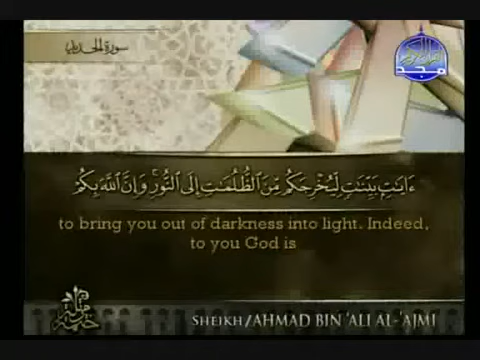 سورة الحديد
مجد
ءَايَٰتٍۭ بَيِّنَٰتٍ لِّيُخْرِجَكُم مِّنَ ٱلظُّلُمَٰتِ إِلَى ٱلنُّورِ ۚ وَإِنَّ ٱللَّهَ بِكُمْ
to bring you out of darkness into light. Indeed,
to you God is
SHEIKH/AHMAD BIN 'ALI AL-'AJMI